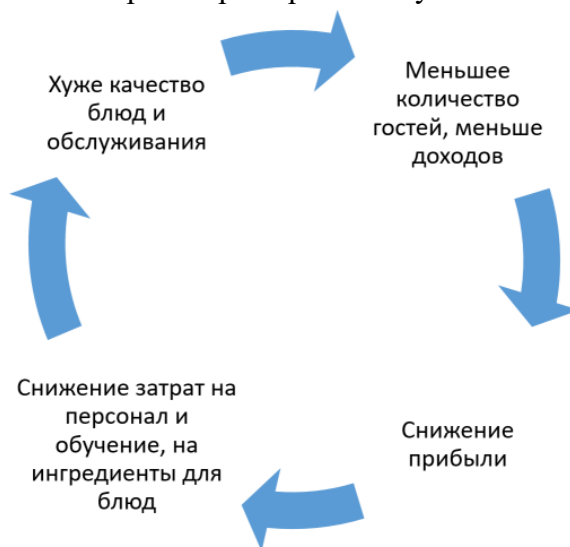 Хуже качество
блюд и
обслуживания
Меньшее
количество
гостей, меньше
доходов
Снижение
прибыли
Снижение затрат на
персонал и
обучение, на
ингредиенты для
блюд